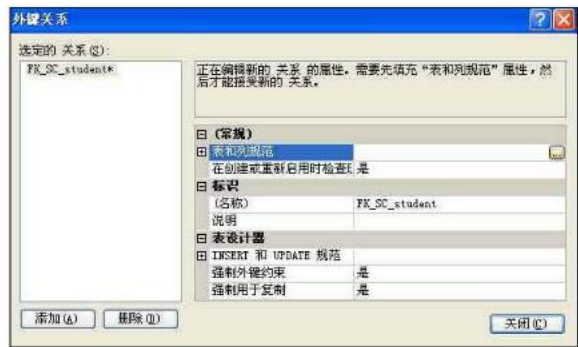 外键关系
选定的 关系(S):
FK_SC_student*
正在编辑新的 关系 的属性。需要先填充“表和列规范”属性，然
后才能接受新的 关系。
(常规)
表和列规范
在创建或重新启用时检查 是
标识
(名称) FK_SC_student
说明
表设计器
INSERT 和 UPDATE 规范
强制外键约束 是
强制用于复制 是
添加(A) 删除(D) 关闭(C)